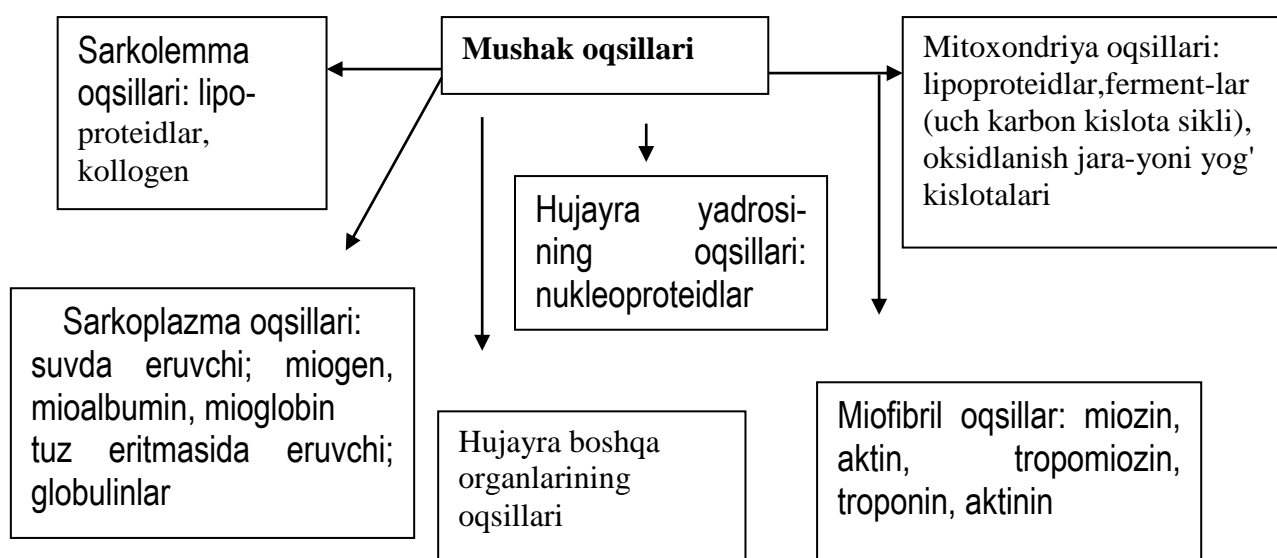 Mushak oqsillari
Sarkolemma
oqsillari: lipo-
proteidlar,
kollogen
Mitoxondriya oqsillari:
lipoproteidlar,ferment-lar
(uch karbon kislota sikli),
oksidlanish jara-yoni yog'
kislotalari
Hujayra yadrosi-
ning oqsillari:
nukleoproteidlar
Sarkoplazma oqsillari:
suvda eruvchi; miogen,
mioalbumin, mioglobin
tuz eritmasida eruvchi;
globulinlar
Hujayra boshqa
organlarining
oqsillari
Miofibril oqsillar: miozin,
aktin, tropomiozin,
troponin, aktinin